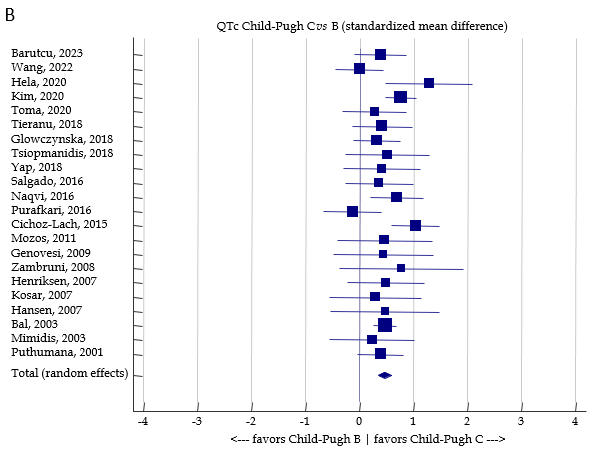 B
QTc Child-Pugh Cvs B (standardized mean difference)
Barutcu, 2023
Wang, 2022
Hela, 2020
Kim, 2020
Toma, 2020
Tieranu, 2018
Glowczynska, 2018
Tsiopmanidis, 2018
Yap, 2018
Salgado, 2016
Naqvi, 2016
Purafkari, 2016
Cichoz-Lach, 2015
Mozos, 2011
Genovesi, 2009
Zambruni, 2008
Henriksen, 2007
Kosar, 2007
Hansen, 2007
Bal, 2003
Mimidis, 2003
Puthumana, 2001
Total (random effects)
-4 -3 -2 -1 0 1 2 3 4
<--- favors Child-Pugh B | favors Child-Pugh C --->